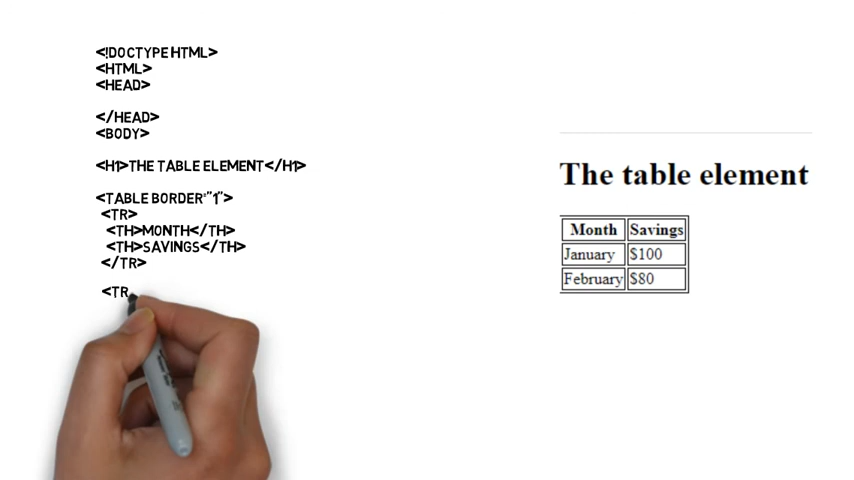 <!DOCTYPE HTML>
<HTML>
<HEAD>
</HEAD>
<BODY>
<H1>THE TABLE ELEMENT</H1>
<TABLE BORDER="1">
<TR>
<TH>MONTH</TH>
<TH>SAVINGS</TH>
</TR>
<TR
The table element
Month Savings
January $100
February $80